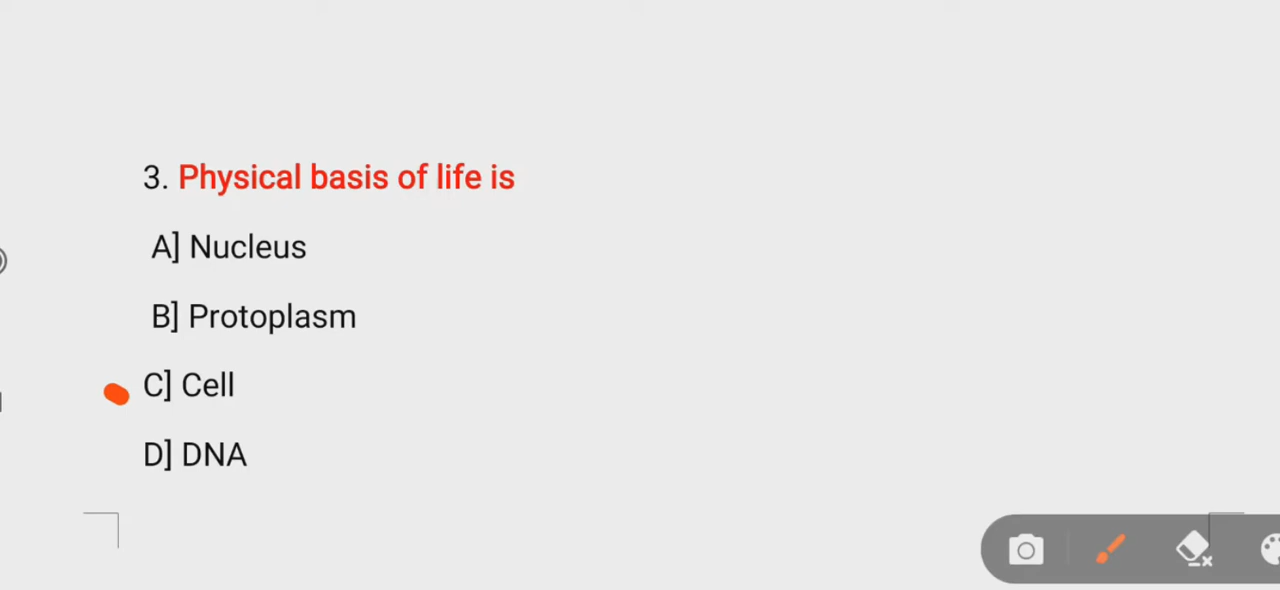 3. Physical basis of life is
A] Nucleus
B] Protoplasm
C] Cell
D] DNA